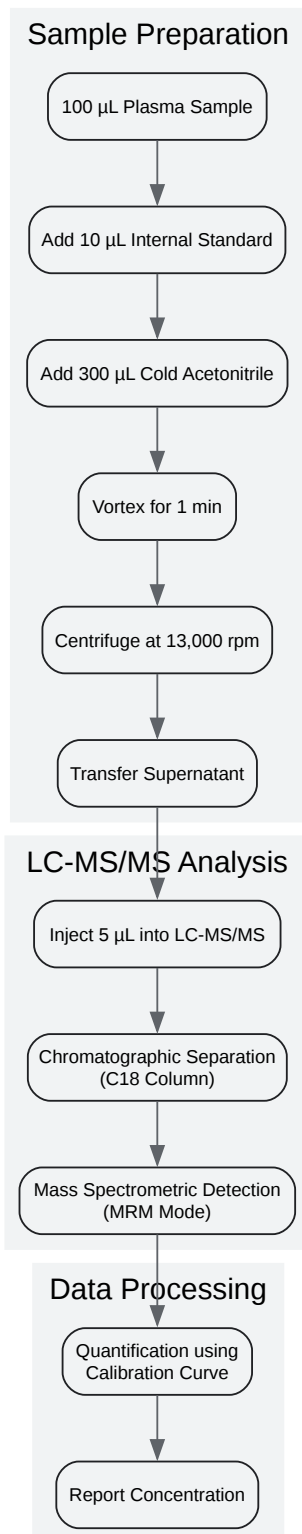 Sample Preparation
100 µL Plasma Sample
Add 10 µL Internal Standard
Add 300 µL Cold Acetonitrile
Vortex for 1 min
Centrifuge at 13,000 rpm
Transfer Supernatant
LC-MS/MS Analysis
Inject 5 µL into LC-MS/MS
Chromatographic Separation
(C18 Column)
Mass Spectrometric Detection
(MRM Mode)
Data Processing
Quantification using
Calibration Curve
Report Concentration